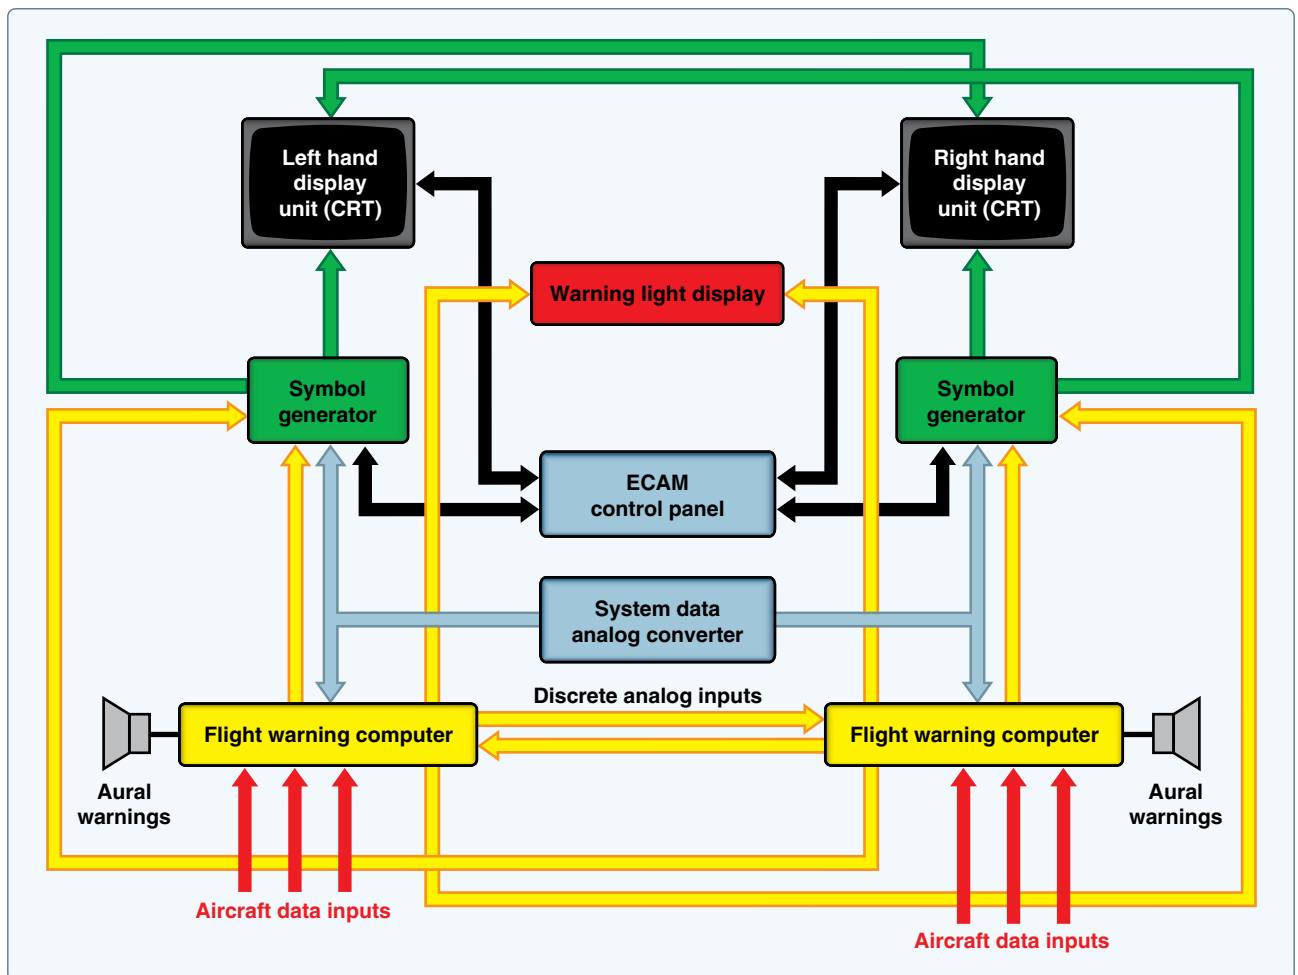 Left hand
display
unit (CRT)
Right hand
display
unit (CRT)
Warning light display
Symbol
generator
Symbol
generator
ECAM
control panel
System data
analog converter
Discrete analog inputs
Flight warning computer
Flight warning computer
Aural
warnings
Aural
warnings
Aircraft data inputs
Aircraft data inputs